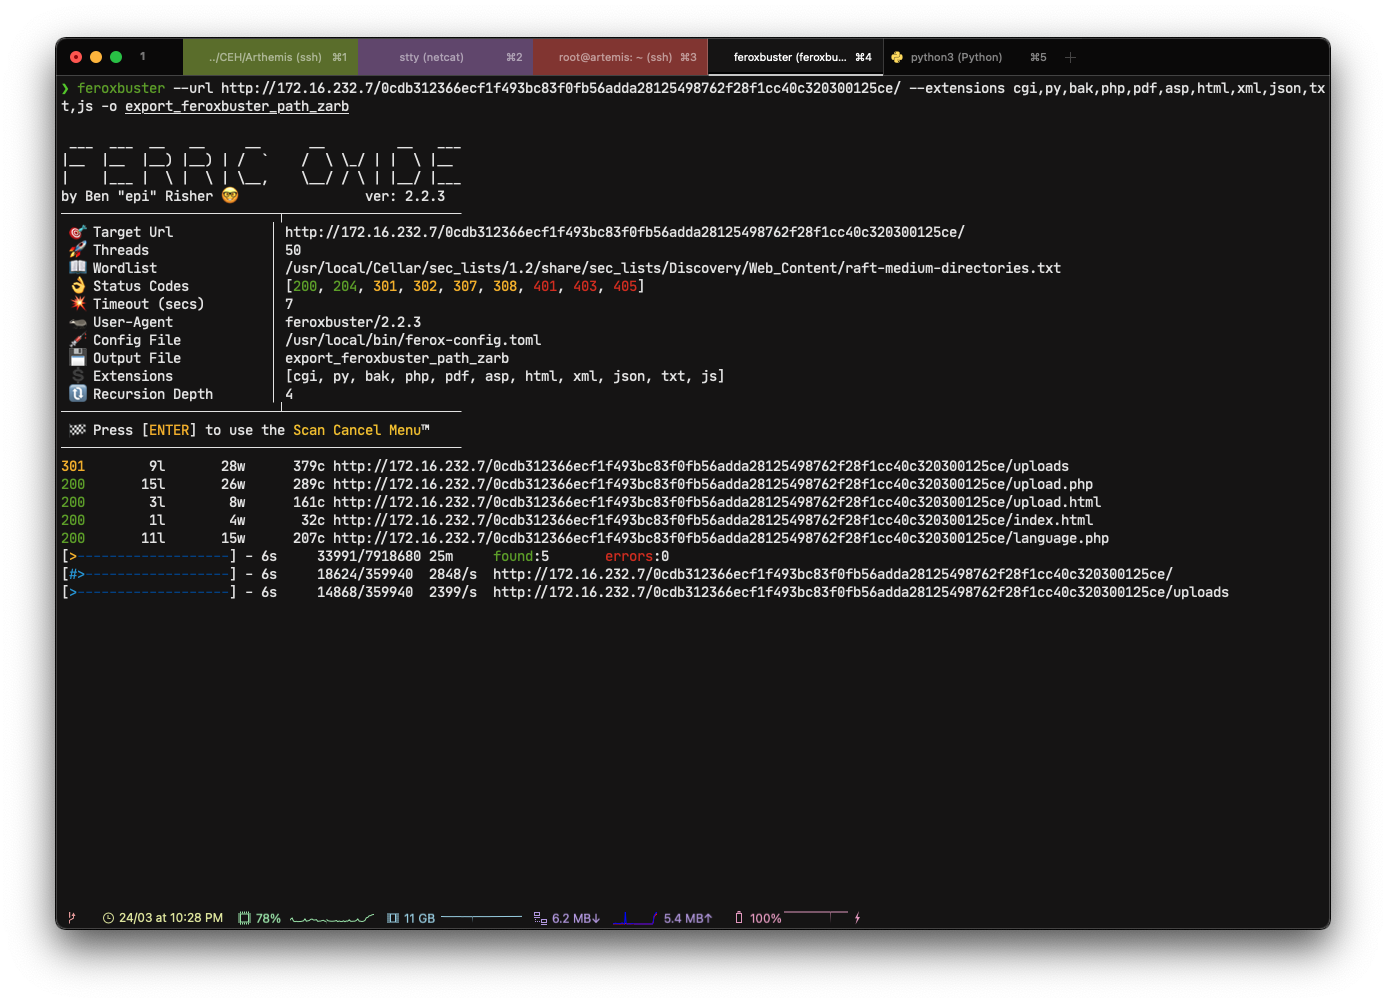 1 ../CEH/Arthemis (ssh) ⌘1 stty (netcat) ⌘2 root@artemis: ~ (ssh) ⌘3 feroxbuster (feroxbu... ⌘4 python3 (Python) ⌘5
❯ feroxbuster --url http://172.16.232.7/0cdb312366ecf1f493bc83f0fb56adda28125498762f28f1cc40c320300125ce/ --extensions cgi,py,bak,php,pdf,asp,html,xml,json,tx
t,js -o export_feroxbuster_path_zarb
FERRIC OXIDE
by Ben "epi" Risher 🤓 ver: 2.2.3
🎯 Target Url http://172.16.232.7/0cdb312366ecf1f493bc83f0fb56adda28125498762f28f1cc40c320300125ce/
🚀 Threads 50
📖 Wordlist /usr/local/Cellar/sec_lists/1.2/share/sec_lists/Discovery/Web_Content/raft-medium-directories.txt
👌 Status Codes [200, 204, 301, 302, 307, 308, 401, 403, 405]
💥 Timeout (secs) 7
🦡 User-Agent feroxbuster/2.2.3
💉 Config File /usr/local/bin/ferox-config.toml
💾 Output File export_feroxbuster_path_zarb
💲 Extensions [cgi, py, bak, php, pdf, asp, html, xml, json, txt, js]
🔃 Recursion Depth 4
🏁 Press [ENTER] to use the Scan Cancel Menu™
301 9l 28w 379c http://172.16.232.7/0cdb312366ecf1f493bc83f0fb56adda28125498762f28f1cc40c320300125ce/uploads
200 15l 26w 289c http://172.16.232.7/0cdb312366ecf1f493bc83f0fb56adda28125498762f28f1cc40c320300125ce/upload.php
200 3l 8w 161c http://172.16.232.7/0cdb312366ecf1f493bc83f0fb56adda28125498762f28f1cc40c320300125ce/upload.html
200 1l 4w 32c http://172.16.232.7/0cdb312366ecf1f493bc83f0fb56adda28125498762f28f1cc40c320300125ce/index.html
200 11l 15w 207c http://172.16.232.7/0cdb312366ecf1f493bc83f0fb56adda28125498762f28f1cc40c320300125ce/language.php
[>-------------------] - 6s 33991/7918680 25m found:5 errors:0
[#>------------------] - 6s 18624/359940 2848/s http://172.16.232.7/0cdb312366ecf1f493bc83f0fb56adda28125498762f28f1cc40c320300125ce/
[>-------------------] - 6s 14868/359940 2399/s http://172.16.232.7/0cdb312366ecf1f493bc83f0fb56adda28125498762f28f1cc40c320300125ce/uploads
24/03 at 10:28 PM 78% 11 GB 6.2 MB↓ 5.4 MB↑ 100%